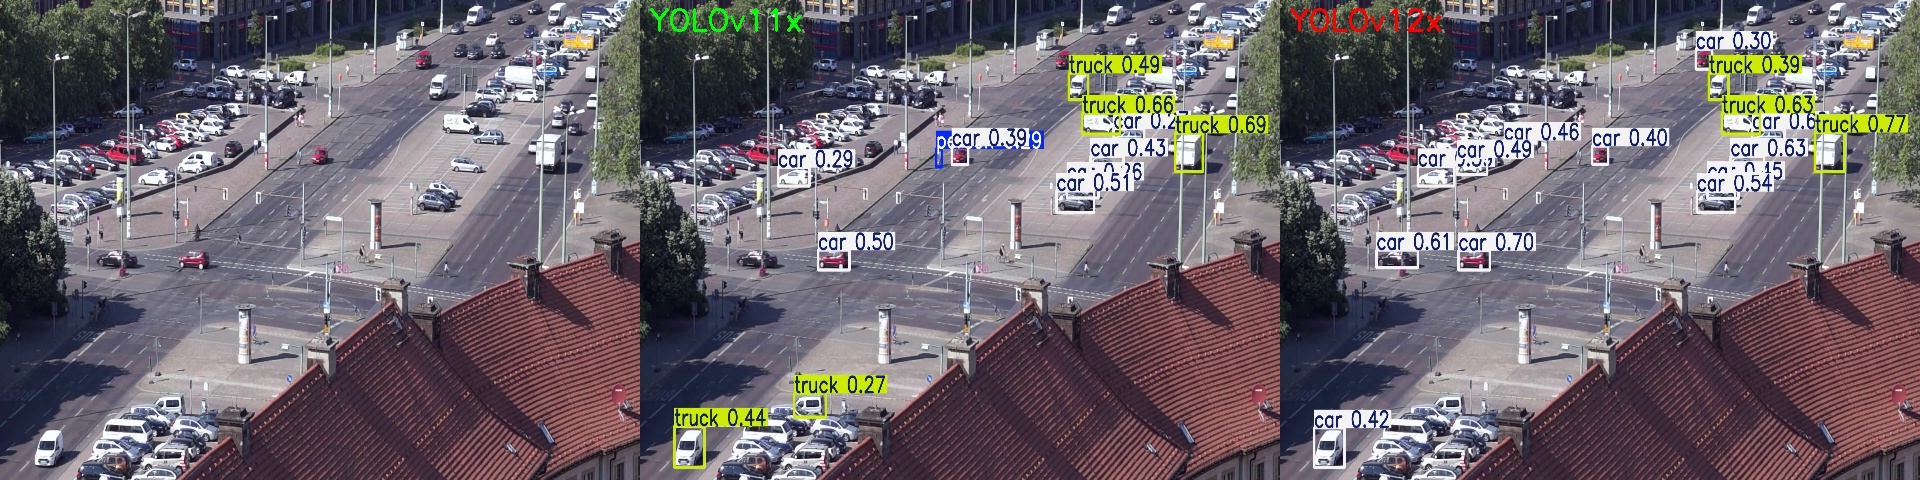 YOLOv11x
truck 0.49
truck 0.66
truck 0.69
car 0.39
car 0.43
car 0.29
car 0.51
car 0.50
truck 0.27
truck 0.44
YOLOv12x
car 0.30
truck 0.39
truck 0.63
truck 0.77
car 0.46
car 0.40
car 0.49
car 0.63
car 0.54
car 0.61
car 0.70
car 0.42